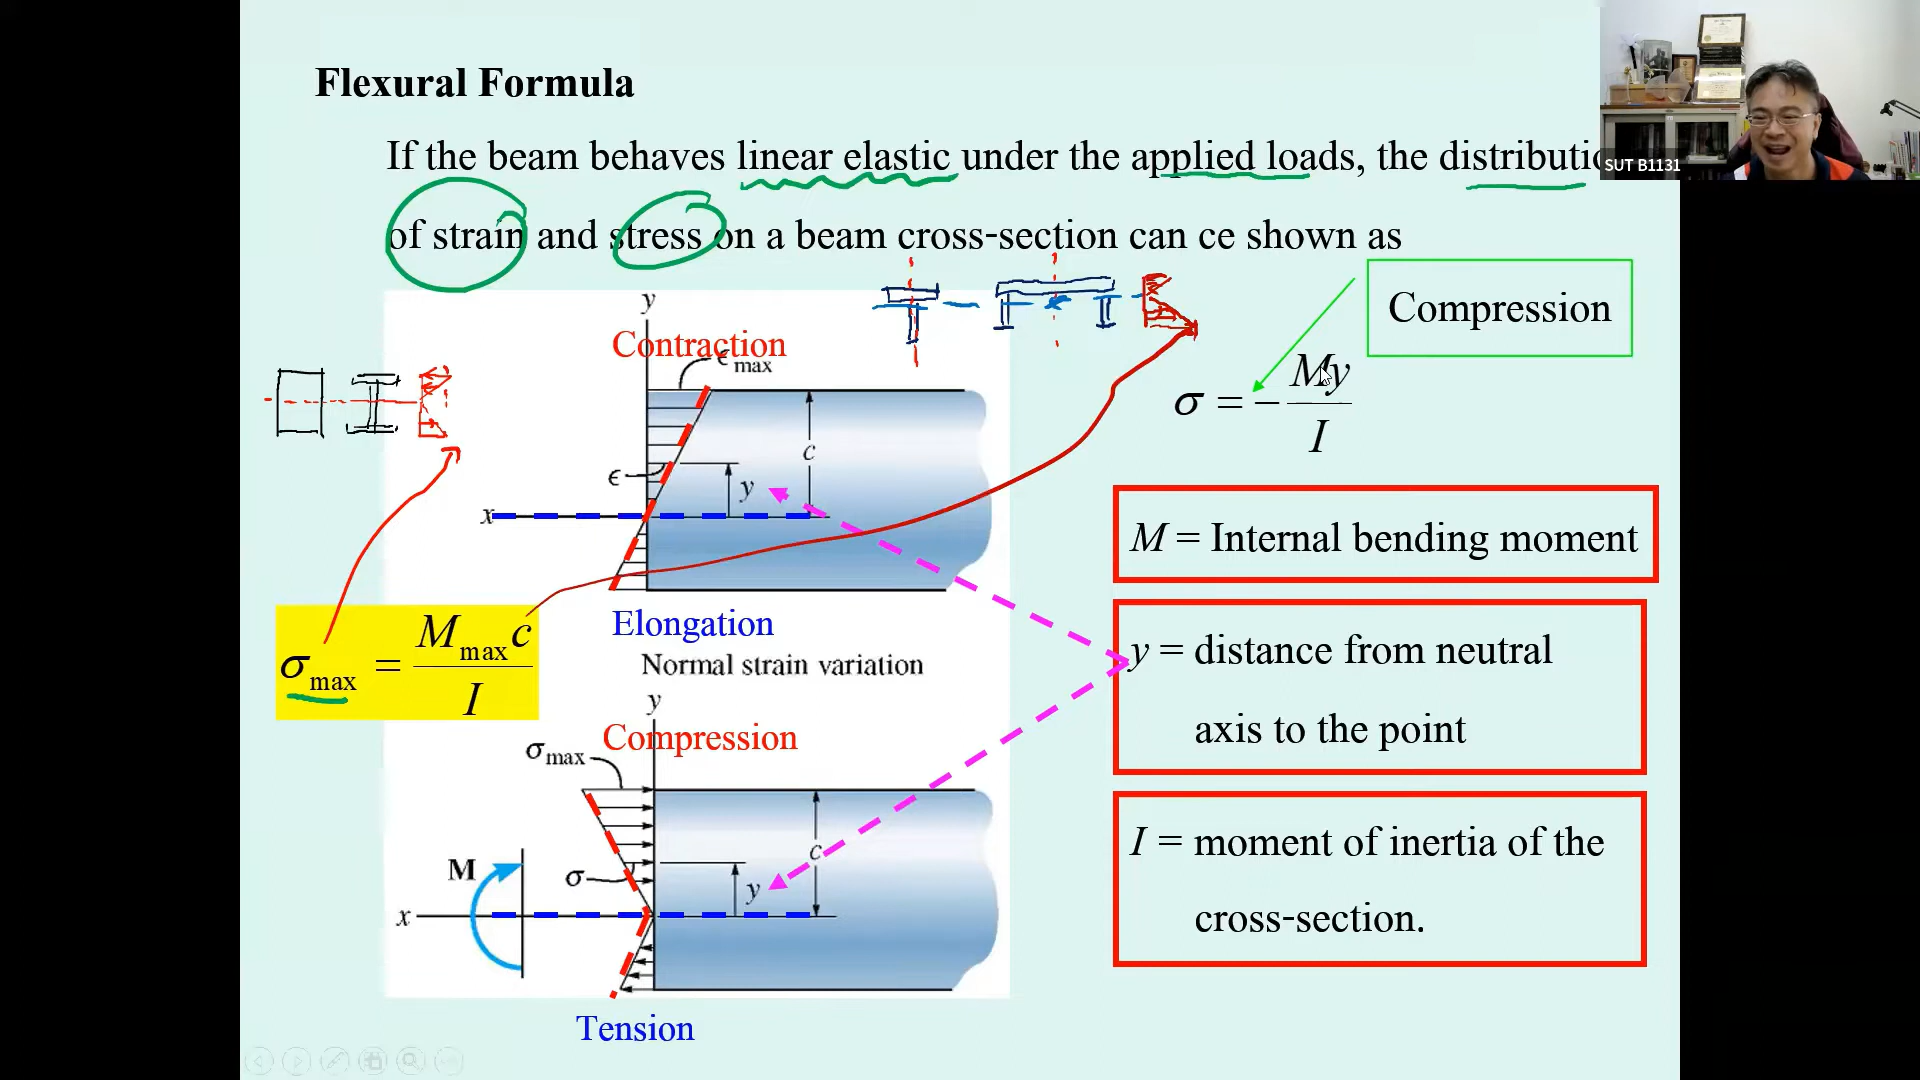 Flexural Formula
If the beam behaves linear elastic under the applied loads, the distributi
SUT B1131
of strain and stress on a beam cross-section can ce shown as
Compression
y
Contraction
ϵmax
σ = − My / I
c
ϵ
y
x
M = Internal bending moment
Elongation
σmax = Mmax c / I
Normal strain variation
y = distance from neutral
axis to the point
y
Compression
σmax
c
M
σ
y
x
I = moment of inertia of the
cross-section.
Tension